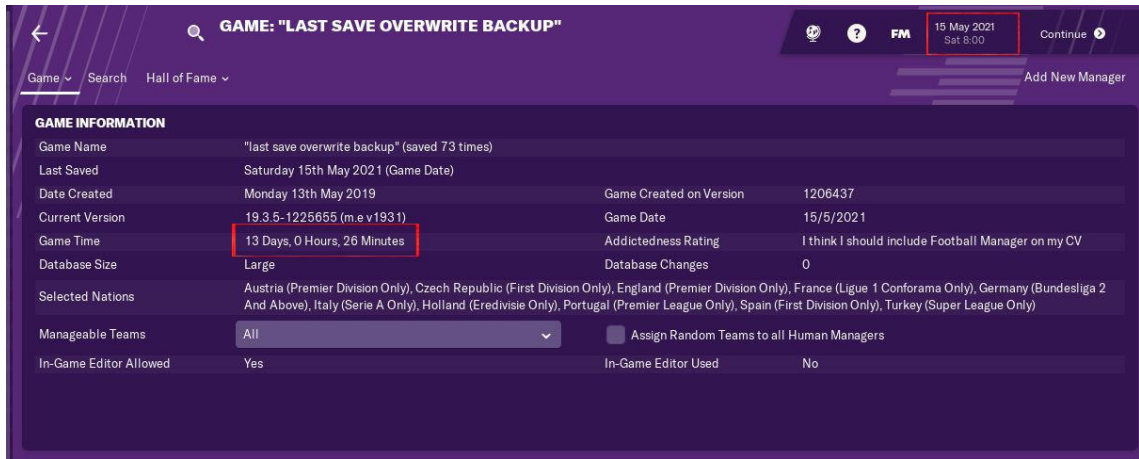 GAME: "LAST SAVE OVERWRITE BACKUP"
?
FM
15 May 2021
Sat 8:00
Continue
Game
Search
Hall of Fame
Add New Manager
GAME INFORMATION
Game Name "last save overwrite backup" (saved 73 times)
Last Saved Saturday 15th May 2021 (Game Date)
Date Created Monday 13th May 2019 Game Created on Version 1206437
Current Version 19.3.5-1225655 (m.e v1931) Game Date 15/5/2021
Game Time 13 Days, 0 Hours, 26 Minutes Addictedness Rating I think I should include Football Manager on my CV
Database Size Large Database Changes 0
Selected Nations Austria (Premier Division Only), Czech Republic (First Division Only), England (Premier Division Only), France (Ligue 1 Conforama Only), Germany (Bundesliga 2
And Above), Italy (Serie A Only), Holland (Eredivisie Only), Portugal (Premier League Only), Spain (First Division Only), Turkey (Super League Only)
Manageable Teams All Assign Random Teams to all Human Managers
In-Game Editor Allowed Yes In-Game Editor Used No